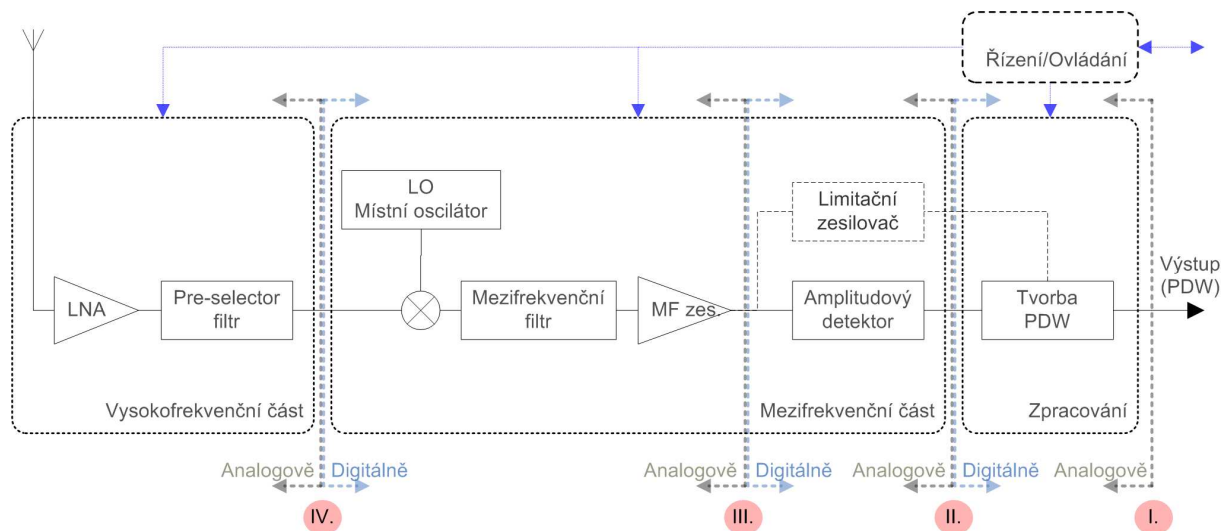 Řízení/Ovládání
LO
Místní oscilátor
Limitační
zesilovač
Výstup
(PDW)
LNA
Pre-selector
filtr
Mezifrekvenční
filtr
MF zes.
Amplitudový
detektor
Tvorba
PDW
Vysokofrekvenční část
Mezifrekvenční část
Zpracování
Analogově
Digitálně
Analogově
Digitálně
Analogově
Digitálně
Analogově
IV.
III.
II.
I.